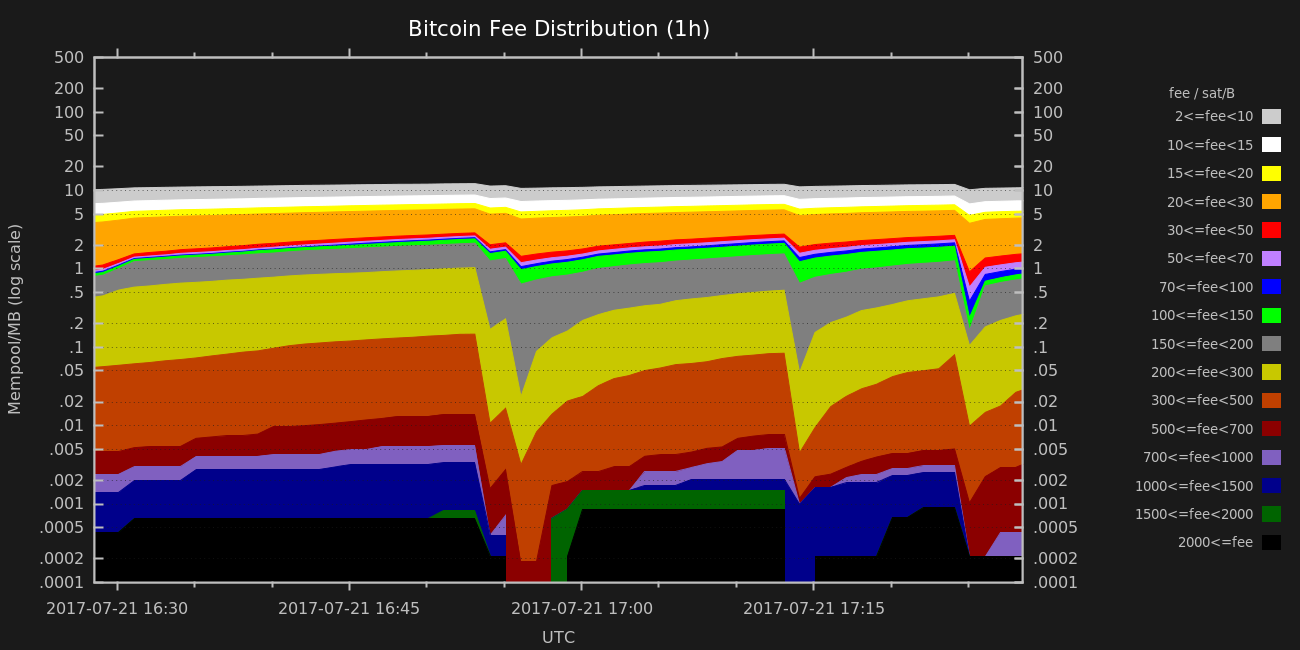 Bitcoin Fee Distribution (1h)
500
200
100
50
20
10
5
2
1
.5
.2
.1
.05
.02
.01
.005
.002
.001
.0005
.0002
.0001
Mempool/MB (log scale)
500
200
100
50
20
10
5
2
1
.5
.2
.1
.05
.02
.01
.005
.002
.001
.0005
.0002
.0001
2017-07-21 16:30
2017-07-21 16:45
2017-07-21 17:00
2017-07-21 17:15
UTC
fee / sat/B
2<=fee<10
10<=fee<15
15<=fee<20
20<=fee<30
30<=fee<50
50<=fee<70
70<=fee<100
100<=fee<150
150<=fee<200
200<=fee<300
300<=fee<500
500<=fee<700
700<=fee<1000
1000<=fee<1500
1500<=fee<2000
2000<=fee